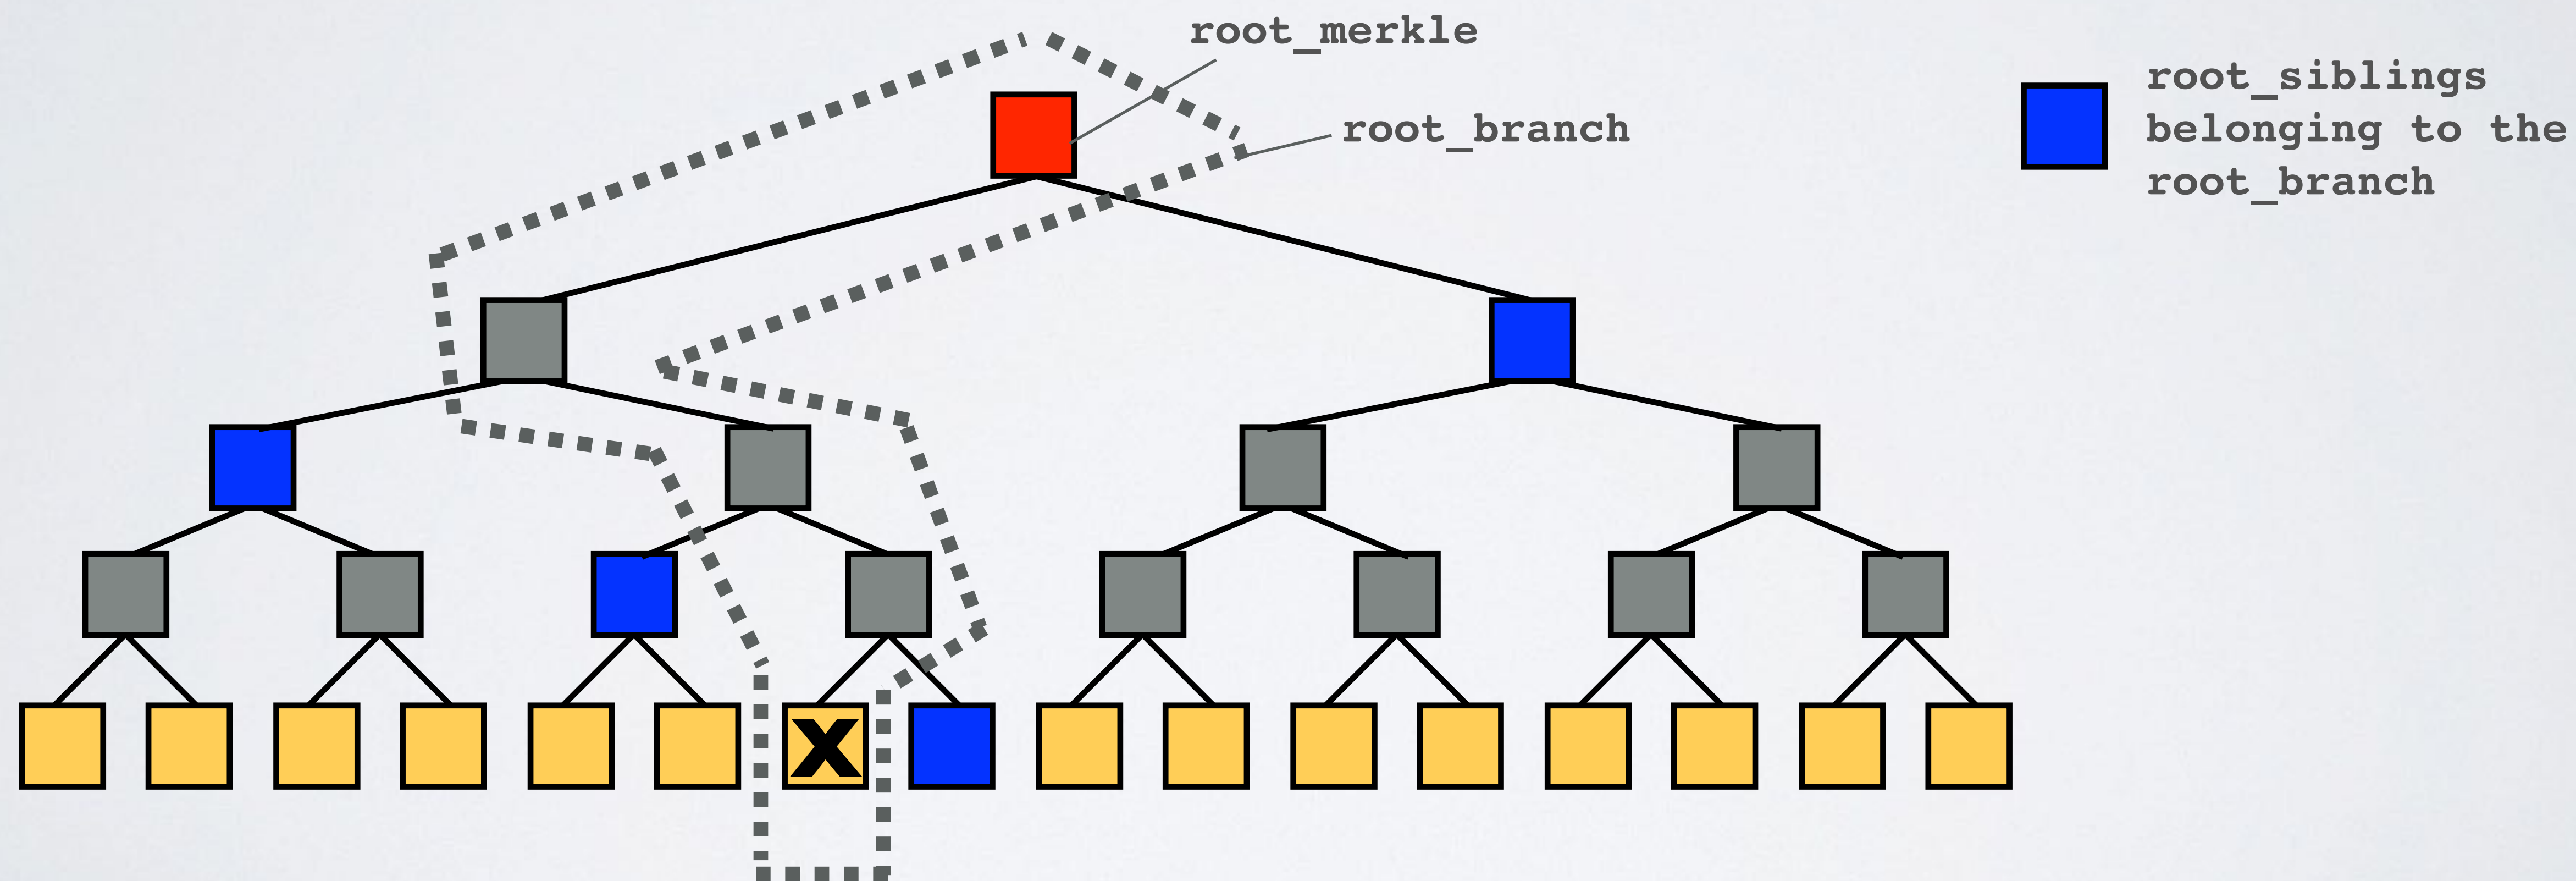 root_merkle
root_branch
root_siblings
belonging to the
root_branch
X